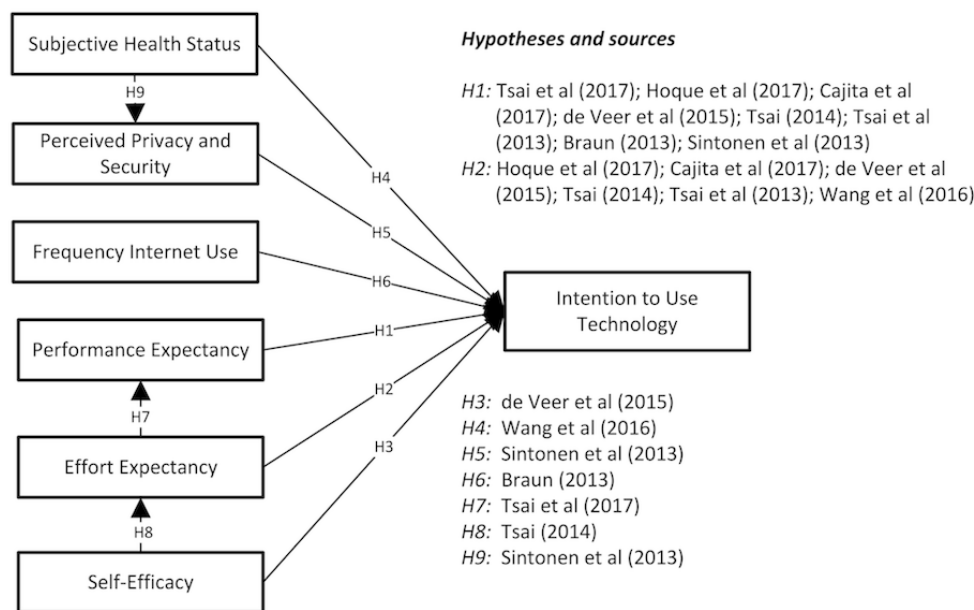 Subjective Health Status
H9
Perceived Privacy and
Security
Frequency Internet Use
Performance Expectancy
H7
Effort Expectancy
H8
Self-Efficacy
H4
H5
H6
H1
H2
H3
Intention to Use
Technology
Hypotheses and sources
H1: Tsai et al (2017); Hoque et al (2017); Cajita et al
(2017); de Veer et al (2015); Tsai (2014); Tsai et al
(2013); Braun (2013); Sintonen et al (2013)
H2: Hoque et al (2017); Cajita et al (2017); de Veer et al
(2015); Tsai (2014); Tsai et al (2013); Wang et al (2016)
H3: de Veer et al (2015)
H4: Wang et al (2016)
H5: Sintonen et al (2013)
H6: Braun (2013)
H7: Tsai et al (2017)
H8: Tsai (2014)
H9: Sintonen et al (2013)